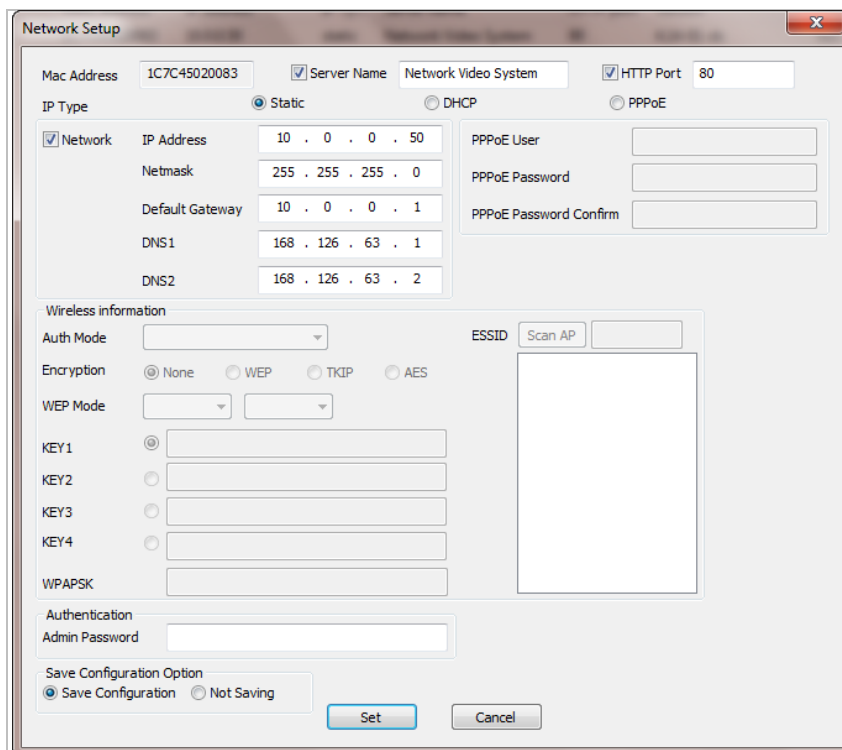 Network Setup
Mac Address 1C7C45020083 Server Name Network Video System HTTP Port 80
IP Type Static DHCP PPPoE
Network IP Address 10 . 0 . 0 . 50 PPPoE User
Netmask 255 . 255 . 255 . 0 PPPoE Password
Default Gateway 10 . 0 . 0 . 1 PPPoE Password Confirm
DNS1 168 . 126 . 63 . 1
DNS2 168 . 126 . 63 . 2
Wireless information
Auth Mode ESSID Scan AP
Encryption None WEP TKIP AES
WEP Mode
KEY1
KEY2
KEY3
KEY4
WPAPSK
Authentication
Admin Password
Save Configuration Option
Save Configuration Not Saving
Set Cancel